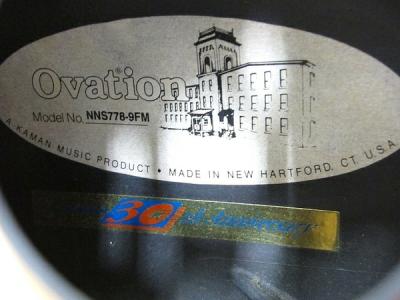 Ovation
Model No. NNS778-9FM
A KAMAN MUSIC PRODUCT • MADE IN NEW HARTFORD, CT. U.S.A
30